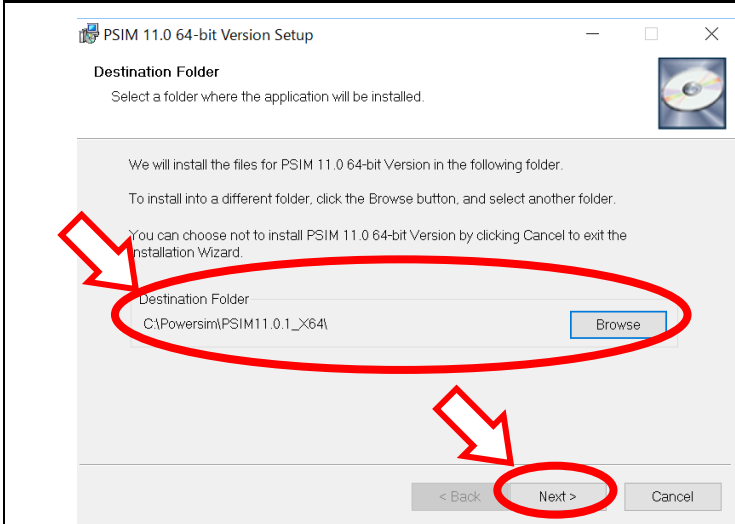 PSIM 11.0 64-bit Version Setup
Destination Folder
Select a folder where the application will be installed.
We will install the files for PSIM 11.0 64-bit Version in the following folder.
To install into a different folder, click the Browse button, and select another folder.
You can choose not to install PSIM 11.0 64-bit Version by clicking Cancel to exit the
Installation Wizard.
Destination Folder
C:\Powersim\PSIM11.0.1_X64\
Browse
< Back
Next >
Cancel